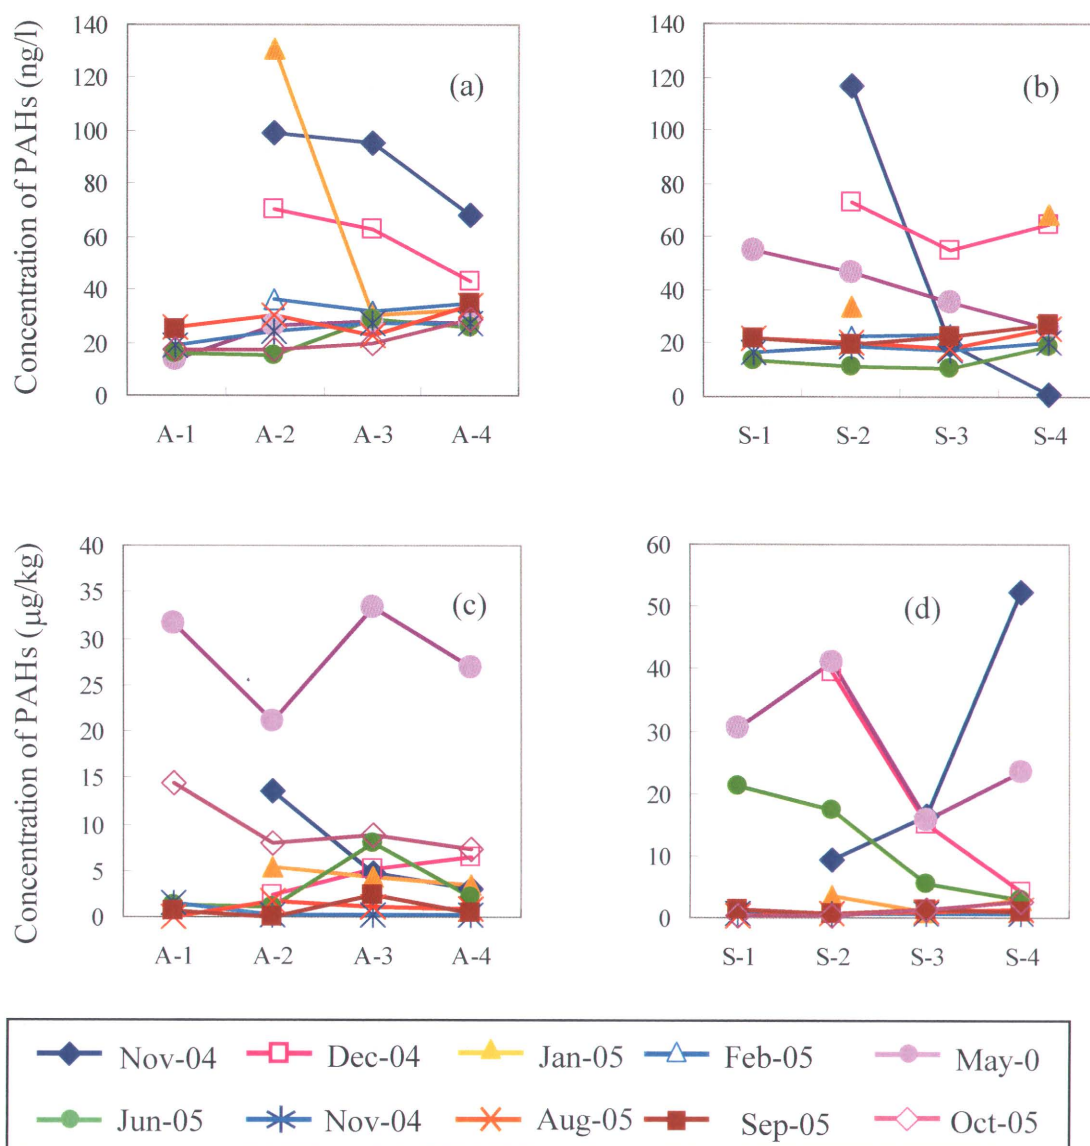 Concentration of PAHs (ng/l)
140
120
100
80
60
40
20
0
(a)
A-1 A-2 A-3 A-4
140
120
100
80
60
40
20
0
(b)
S-1 S-2 S-3 S-4
Concentration of PAHs (µg/kg)
40
35
30
25
20
15
10
5
0
(c)
A-1 A-2 A-3 A-4
60
50
40
30
20
10
0
(d)
S-1 S-2 S-3 S-4
Nov-04 Dec-04 Jan-05 Feb-05 May-0
Jun-05 Nov-04 Aug-05 Sep-05 Oct-05